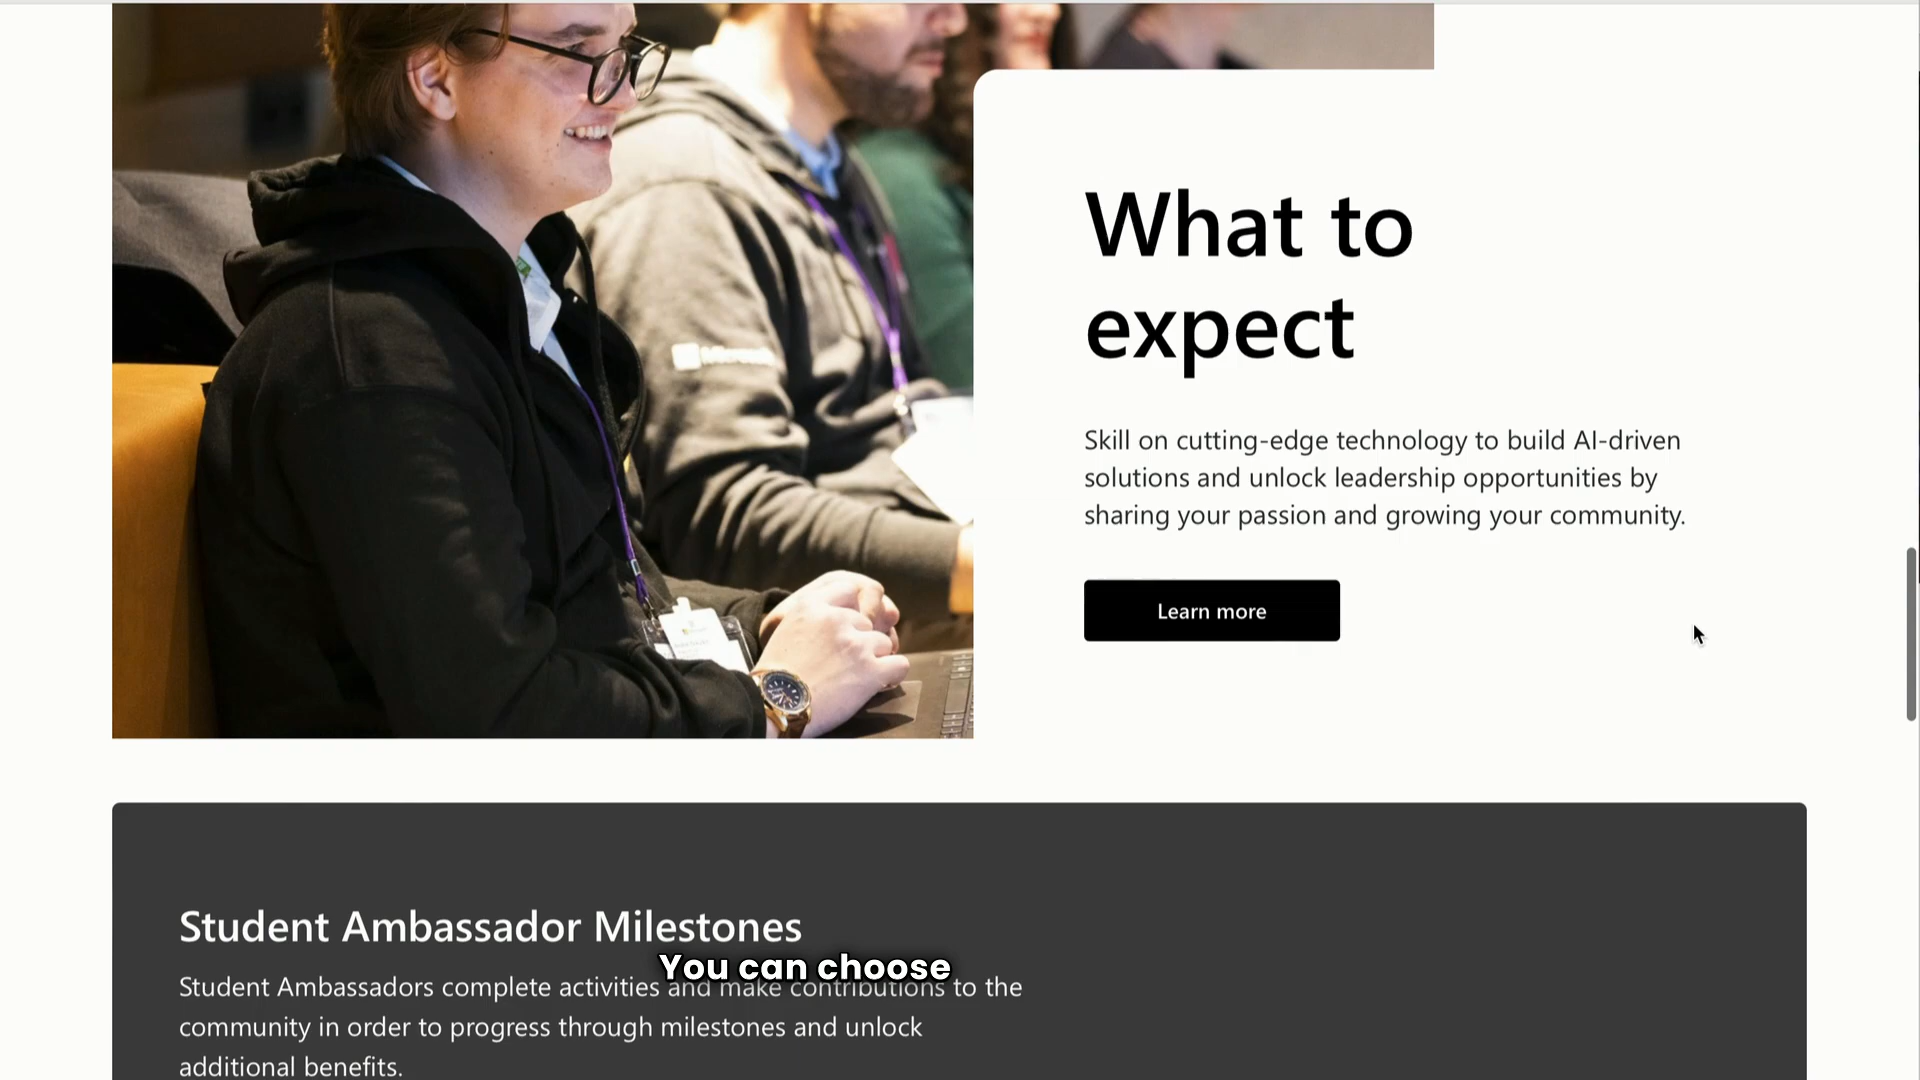 What to
expect
Skill on cutting-edge technology to build AI-driven
solutions and unlock leadership opportunities by
sharing your passion and growing your community.
Learn more
Microsoft
Student Ambassador Milestones
You can choose
Student Ambassadors complete activities and make contributions to the
community in order to progress through milestones and unlock
additional benefits.